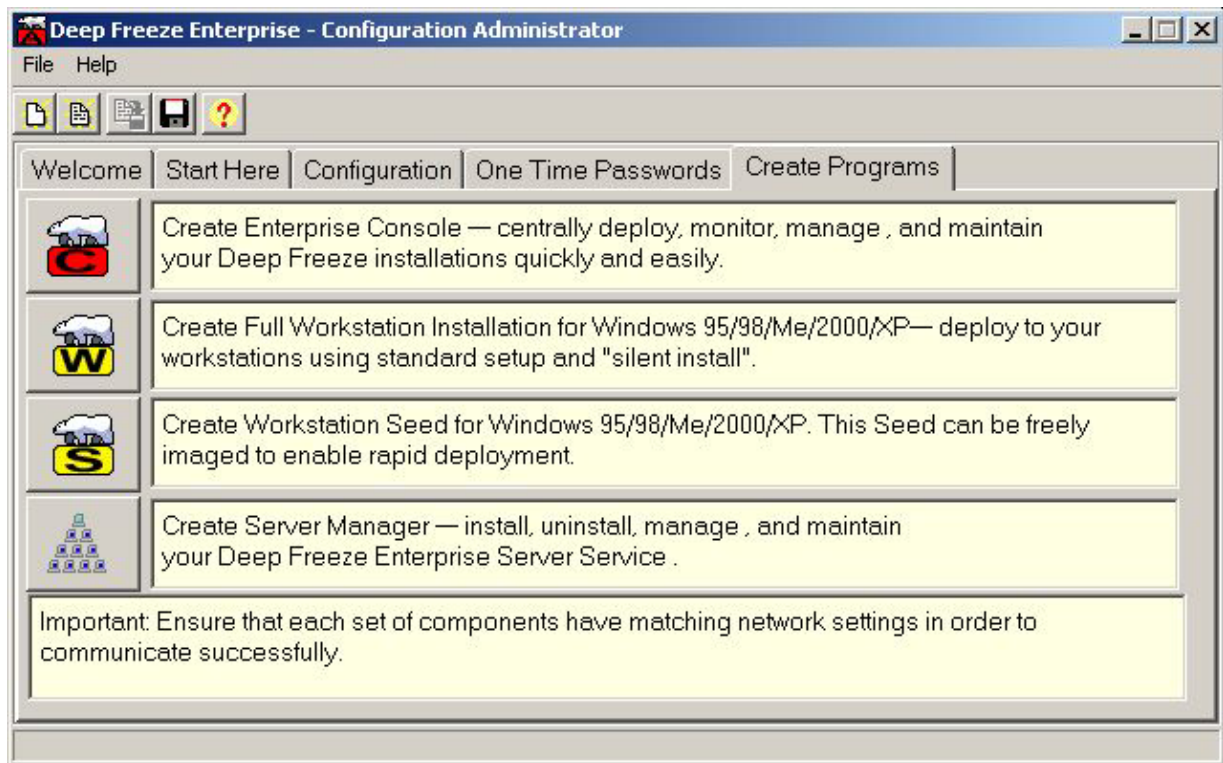 Deep Freeze Enterprise - Configuration Administrator
File Help
Welcome Start Here Configuration One Time Passwords Create Programs
C
Create Enterprise Console — centrally deploy, monitor, manage , and maintain
your Deep Freeze installations quickly and easily.
W
Create Full Workstation Installation for Windows 95/98/Me/2000/XP— deploy to your
workstations using standard setup and "silent install".
S
Create Workstation Seed for Windows 95/98/Me/2000/XP. This Seed can be freely
imaged to enable rapid deployment.
Create Server Manager — install, uninstall, manage , and maintain
your Deep Freeze Enterprise Server Service .
Important: Ensure that each set of components have matching network settings in order to
communicate successfully.